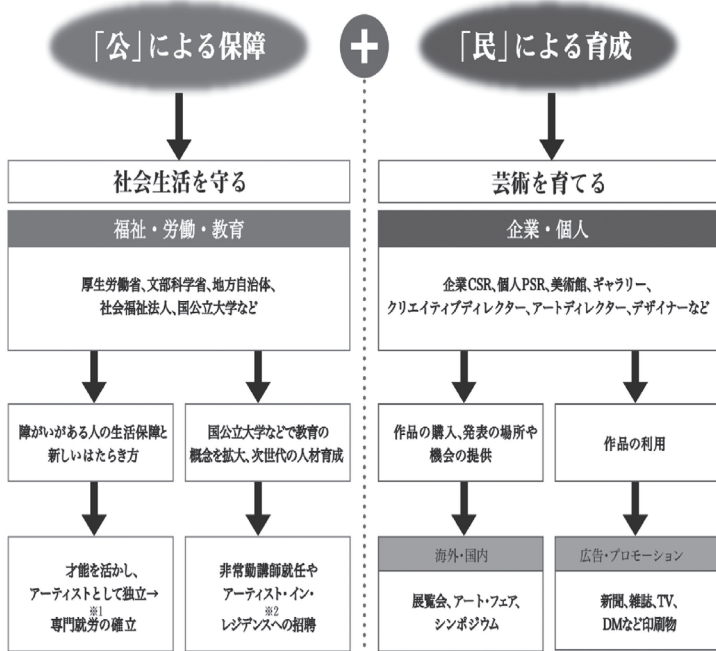 「公」による保障
+
「民」による育成
社会生活を守る
福祉・労働・教育
厚生労働省、文部科学省、地方自治体、
社会福祉法人、国公立大学など
芸術を育てる
企業・個人
企業CSR、個人PSR、美術館、ギャラリー、
クリエイティブディレクター、アートディレクター、デザイナーなど
障がいがある人の生活保障と
新しいはたらき方
国公立大学などで教育の
概念を拡大、次世代の人材育成
作品の購入、発表の場所や
機会の提供
作品の利用
才能を活かし、
アーティストとして独立→
※1
専門就労の確立
非常勤講師就任や
アーティスト・イン・
※2
レジデンスへの招聘
海外・国内
展覧会、アート・フェア、
シンポジウム
広告・プロモーション
新聞、雑誌、TV、
DMなど印刷物